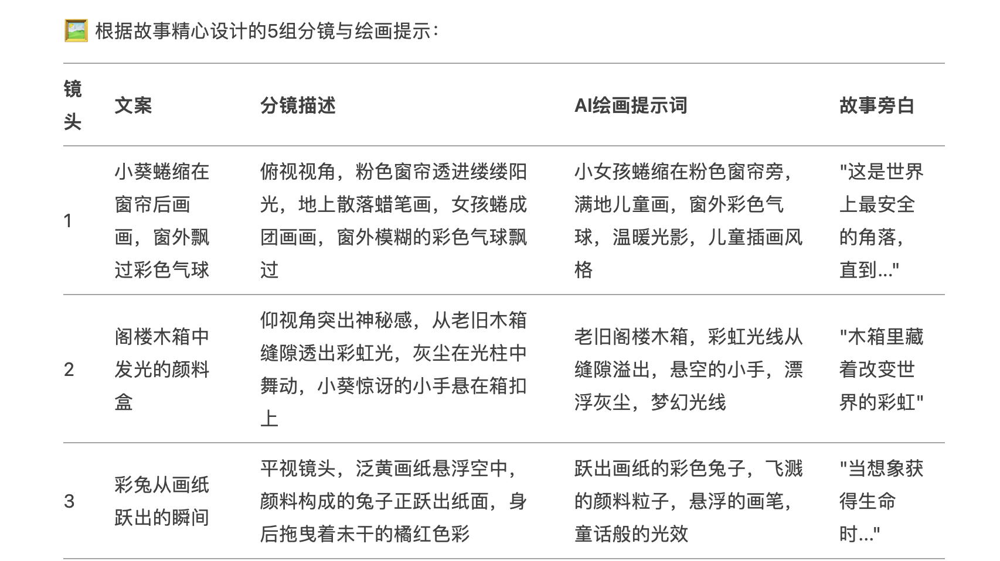 根据故事精心设计的5组分镜与绘画提示：
镜
头
文案
分镜描述
AI绘画提示词
故事旁白
1
小葵蜷缩在
窗帘后画
画，窗外飘
过彩色气球
俯视视角，粉色窗帘透进缕缕阳
光，地上散落蜡笔画，女孩蜷成
团画画，窗外模糊的彩色气球飘
过
小女孩蜷缩在粉色窗帘旁，
满地儿童画，窗外彩色气
球，温暖光影，儿童插画风
格
"这是世界
上最安全
的角落，
直到..."
2
阁楼木箱中
发光的颜料
盒
仰视角突出神秘感，从老旧木箱
缝隙透出彩虹光，灰尘在光柱中
舞动，小葵惊讶的小手悬在箱扣
上
老旧阁楼木箱，彩虹光线从
缝隙溢出，悬空的小手，漂
浮灰尘，梦幻光线
"木箱里藏
着改变世
界的彩虹"
3
彩兔从画纸
跃出的瞬间
平视镜头，泛黄画纸悬浮空中，
颜料构成的兔子正跃出纸面，身
后拖曳着未干的橘红色彩
跃出画纸的彩色兔子，飞溅
的颜料粒子，悬浮的画笔，
童话般的光效
"当想象获
得生命
时..."